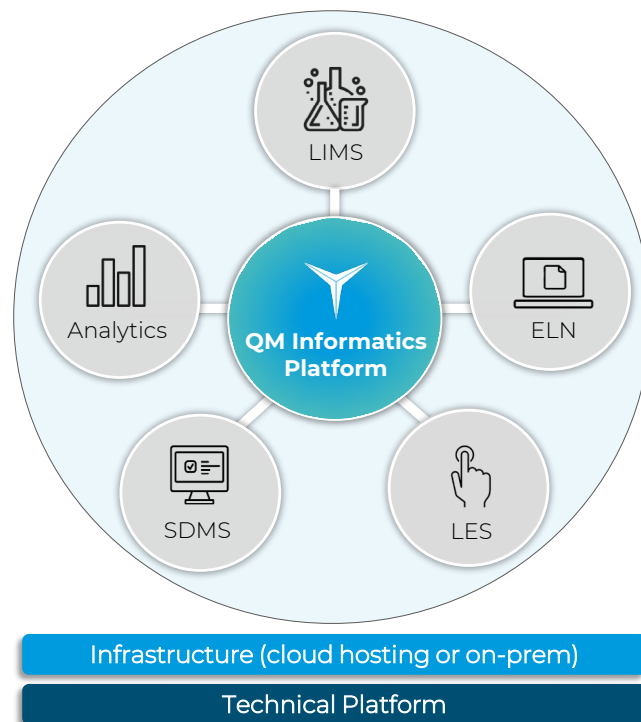 LIMS
Analytics
QM Informatics
Platform
ELN
SDMS
LES
Infrastructure (cloud hosting or on-prem)
Technical Platform